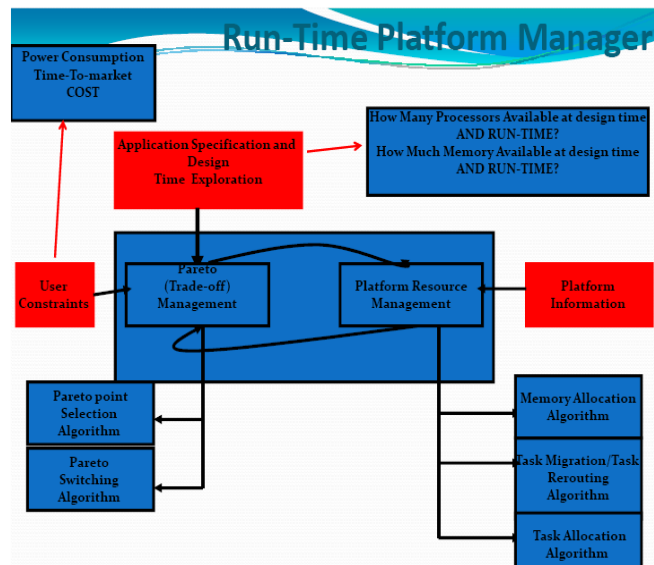 Run-Time Platform Manager
Power Consumption
Time-To-market
COST
How Many Processors Available at design time
AND RUN-TIME?
How Much Memory Available at design time
AND RUN-TIME?
Application Specification and
Design
Time Exploration
User
Constraints
Pareto
(Trade-off)
Management
Platform Resource
Management
Platform
Information
Pareto point
Selection
Algorithm
Pareto
Switching
Algorithm
Memory Allocation
Algorithm
Task Migration/Task
Rerouting
Algorithm
Task Allocation
Algorithm